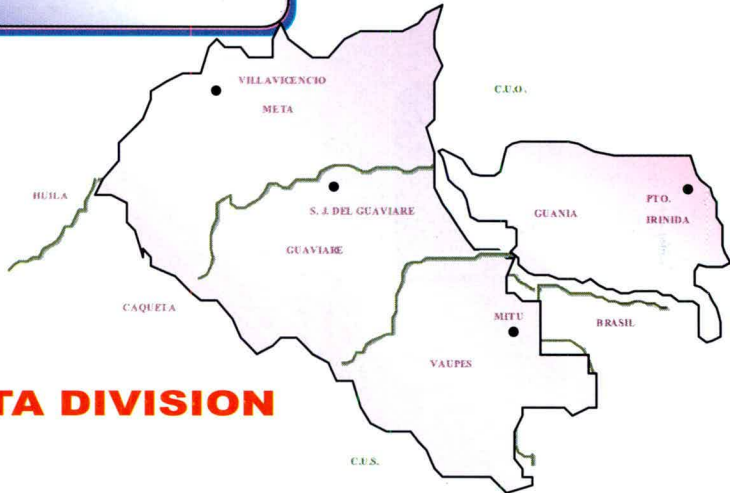 VILLAVICENCIO
META
C.U.O.
HUILA
S. J. DEL GUAVIARE
GUANIA
PTO.
IRINIDA
GUAVIARE
CAQUETA
MITU
BRASIL
VAUPES
TA DIVISION
C.U.S.